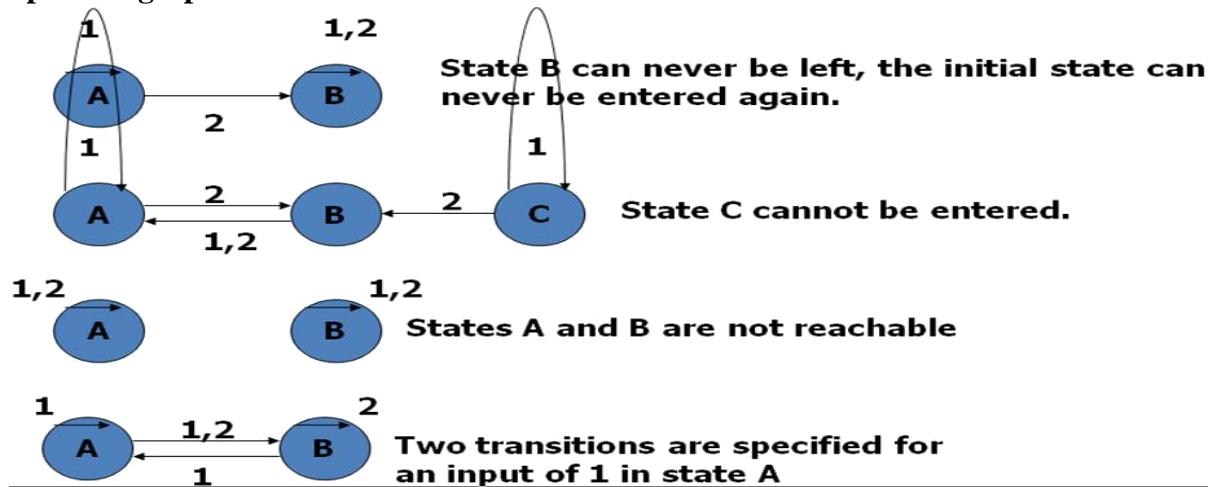 1 1,2
A B State B can never be left, the initial state can
never be entered again.
2
1 1
A 2 B 2 C State C cannot be entered.
1,2
1,2 1,2
A B States A and B are not reachable
1 2
A 1,2 B Two transitions are specified for
1 an input of 1 in state A